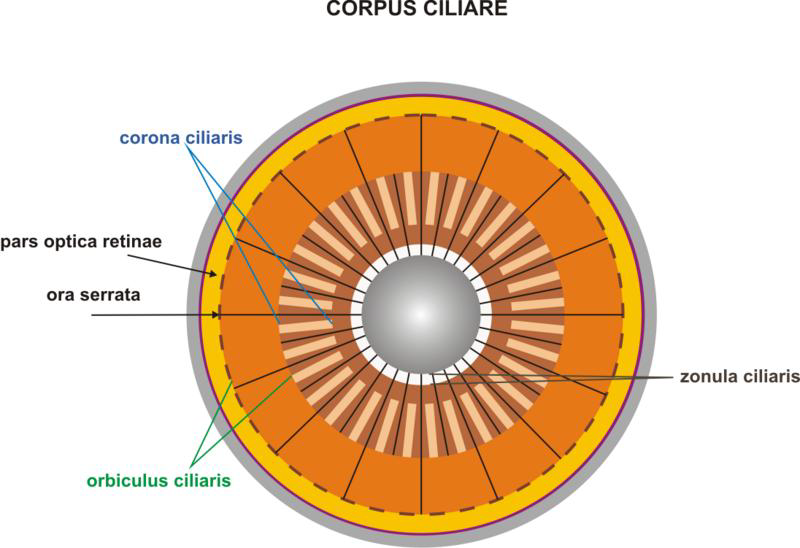 CORPUS CILIARE
corona ciliaris
pars optica retinae
ora serrata
zonula ciliaris
orbiculus ciliaris